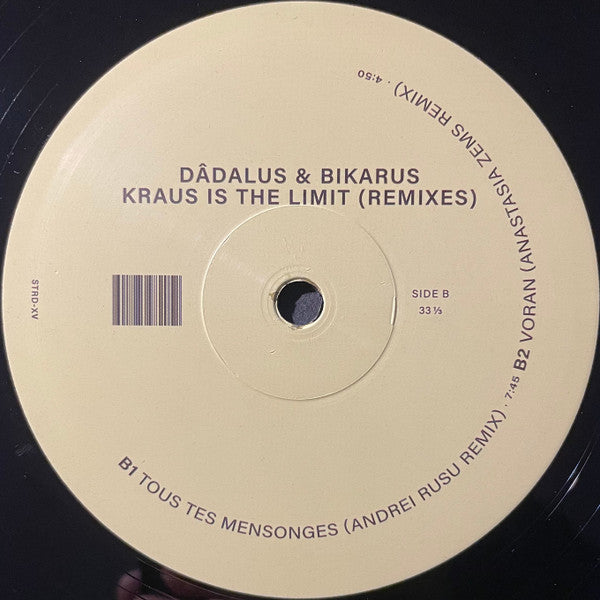 DÂDALUS & BIKARUS
KRAUS IS THE LIMIT (REMIXES)
STRD-XV
SIDE B
33 ⅓
B1 TOUS TES MENSONGES (ANDREI RUSU REMIX) · 7:45
B2 VORAN (ANASTASIA ZEMS REMIX) · 4:50